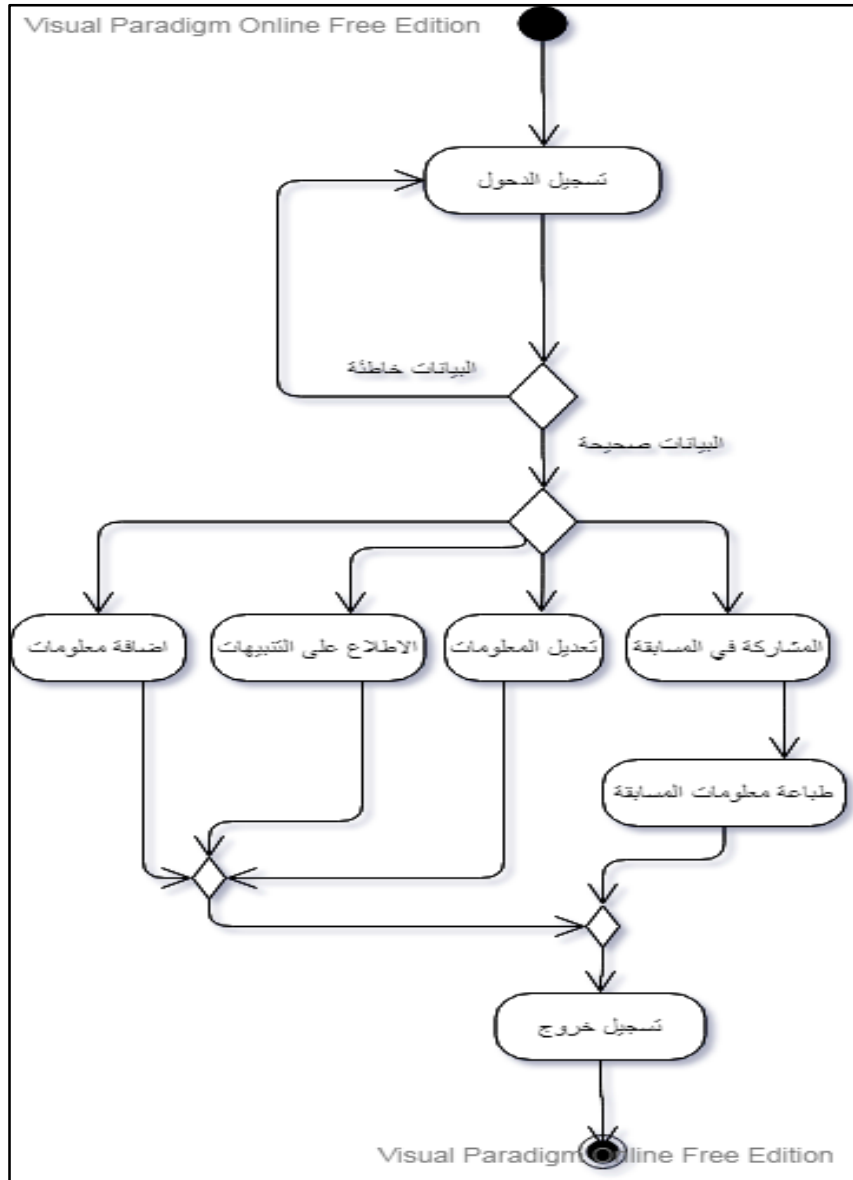 Visual Paradigm Online Free Edition
تسجيل الدخول
البيانات خاطئة
البيانات صحيحة
المشاركة في المسابقة
تعديل المعلومات
الاطلاع على التنبيهات
اضافة معلومات
طباعة معلومات المسابقة
تسجيل خروج
Visual Paradigm Online Free Edition